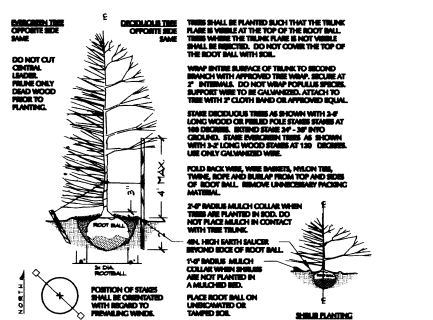 EVERGREEN TREE
OPPOSITE SIDE
SAME
DECIDUOUS TREE
OPPOSITE SIDE
SAME
DO NOT CUT
CENTRAL
LEADER.
PRUNE ONLY
DEAD WOOD
PRIOR TO
PLANTING.
TREES SHALL BE PLANTED SUCH THAT THE TRUNK
FLARE IS VISIBLE AT THE TOP OF THE ROOT BALL.
TREES WHERE THE TRUNK FLARE IS NOT VISIBLE
SHALL BE REJECTED. DO NOT COVER THE TOP OF
THE ROOT BALL WITH SOIL.
WRAP ENTIRE SURFACE OF TRUNK TO SECOND
BRANCH WITH APPROVED TREE WRAP. SECURE AT
2" INTERVALS. DO NOT WRAP POPULUS SPECIES.
SUPPORT WIRE TO BE GALVANIZED. ATTACH TO
TREE WITH 2" CLOTH BAND OR APPROVED EQUAL.
STAKE DECIDUOUS TREES AS SHOWN WITH
LONG WOOD OR PEELED POLE STAKES STAKES AT
180 DEGREES. EXTEND STAKE 24" - 36" INTO
GROUND. STAKE EVERGREEN TREES AS SHOWN
WITH LONG WOOD STAKES AT 120 DEGREES.
USE ONLY GALVANIZED WIRE.
FOLD BACK WIRE, WIRE BASKETS, NYLON TIES,
TWINE, ROPE AND BURLAP FROM TOP AND SIDES
OF ROOT BALL. REMOVE UNNECESSARY PACKING
MATERIAL.
2'-0" RADIUS MULCH COLLAR WHEN
TREES ARE PLANTED IN SOD. DO NOT
PLACE MULCH IN CONTACT
WITH TREE TRUNK.
4IN. HIGH EARTH SAUCER
BEYOND EDGE OF ROOT BALL.
1'-0" RADIUS MULCH
COLLAR WHEN SHRUBS
ARE NOT PLANTED IN
A MULCHED BED.
PLACE ROOT BALL ON
UNEXCAVATED OR
TAMPED SOIL
4' MAX.
3"
2'
ROOT BALL
2x DIA.
ROOTBALL
NORTH
POSITION OF STAKES
SHALL BE ORIENTATED
WITH REGARD TO
PREVAILING WINDS.
SHRUB PLANTING